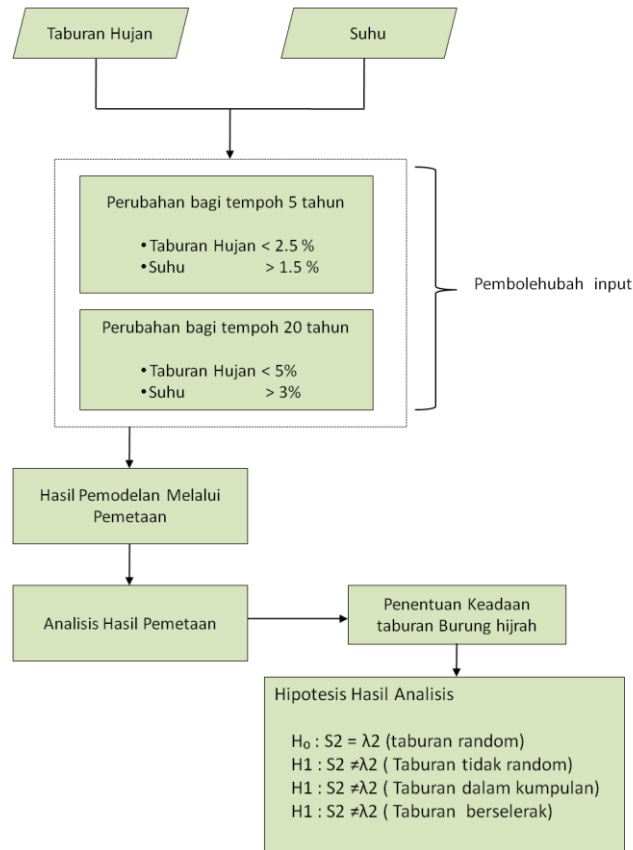 Taburan Hujan
Suhu
Perubahan bagi tempoh 5 tahun
•Taburan Hujan < 2.5 %
•Suhu > 1.5 %
Pembolehubah input
Perubahan bagi tempoh 20 tahun
•Taburan Hujan < 5%
•Suhu > 3%
Hasil Pemodelan Melalui
Pemetaan
Analisis Hasil Pemetaan
Penentuan Keadaan
taburan Burung hijrah
Hipotesis Hasil Analisis
H₀ : S2 = λ2 (taburan random)
H1 : S2 ≠λ2 ( Taburan tidak random)
H1 : S2 ≠λ2 ( Taburan dalam kumpulan)
H1 : S2 ≠λ2 ( Taburan berselerak)